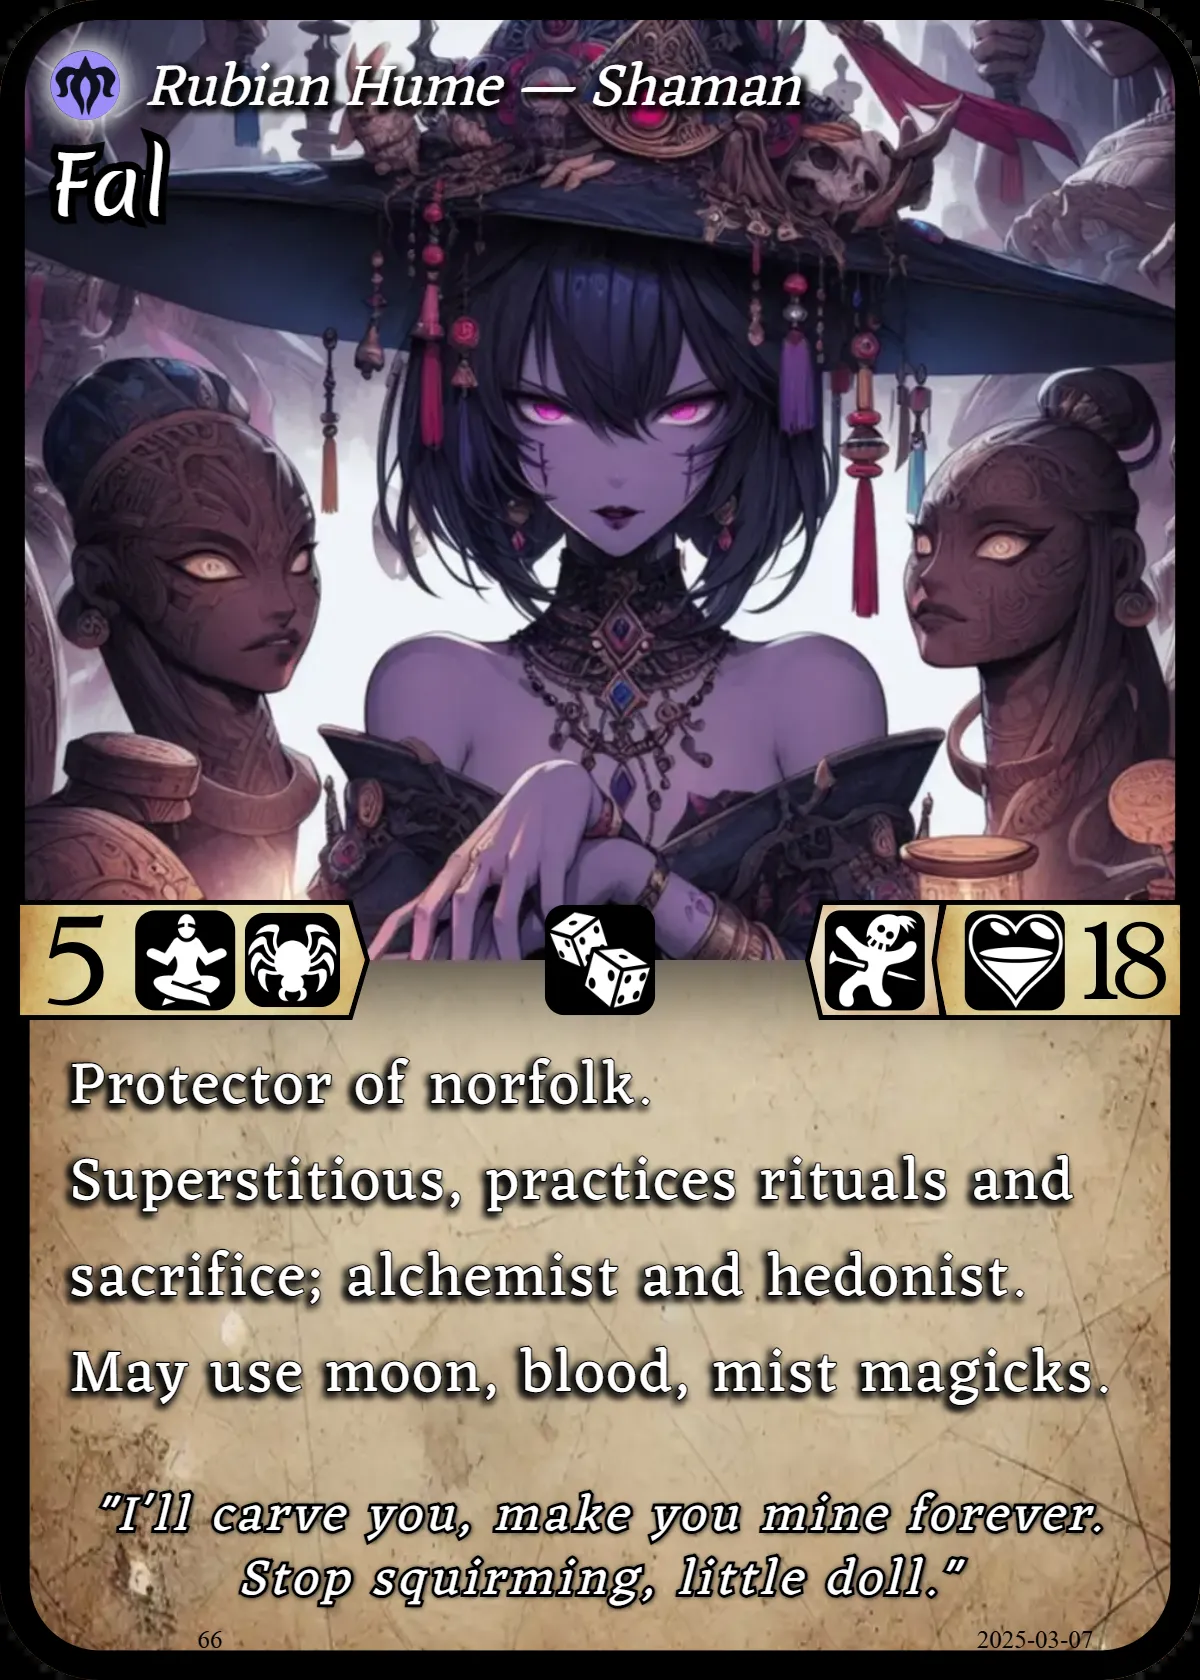 Rubian Hume — Shaman
Fal
5
18
Protector of norfolk.
Superstitious, practices rituals and
sacrifice; alchemist and hedonist.
May use moon, blood, mist magicks.
"I'll carve you, make you mine forever.
Stop squirming, little doll."
66
2025-03-07